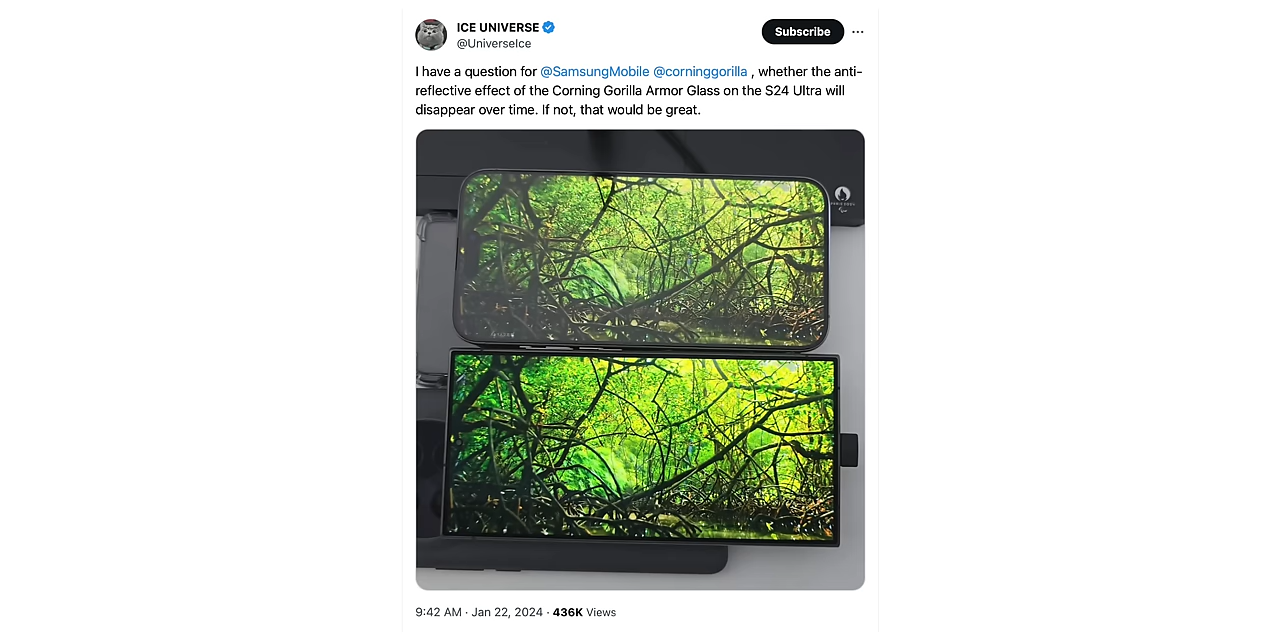 ICE UNIVERSE
@UniverseIce
Subscribe
I have a question for @SamsungMobile @corninggorilla , whether the anti-
reflective effect of the Corning Gorilla Armor Glass on the S24 Ultra will
disappear over time. If not, that would be great.
9:42 AM · Jan 22, 2024 · 436K Views